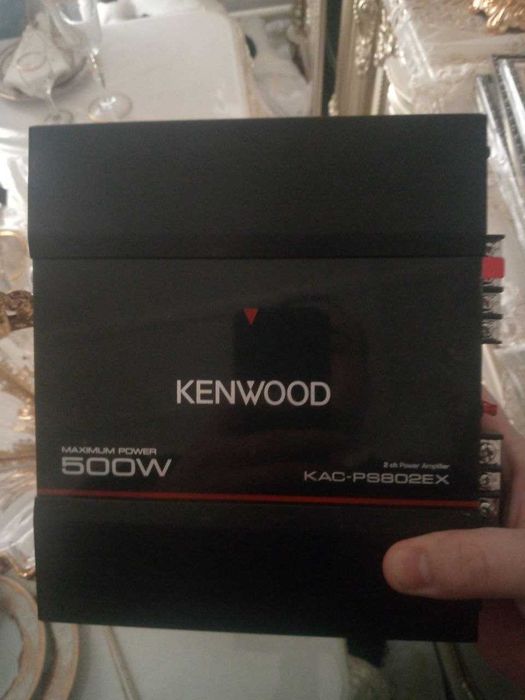 KENWOOD
MAXIMUM POWER
500W
2 ch Power Amplifier
KAC-PS802EX